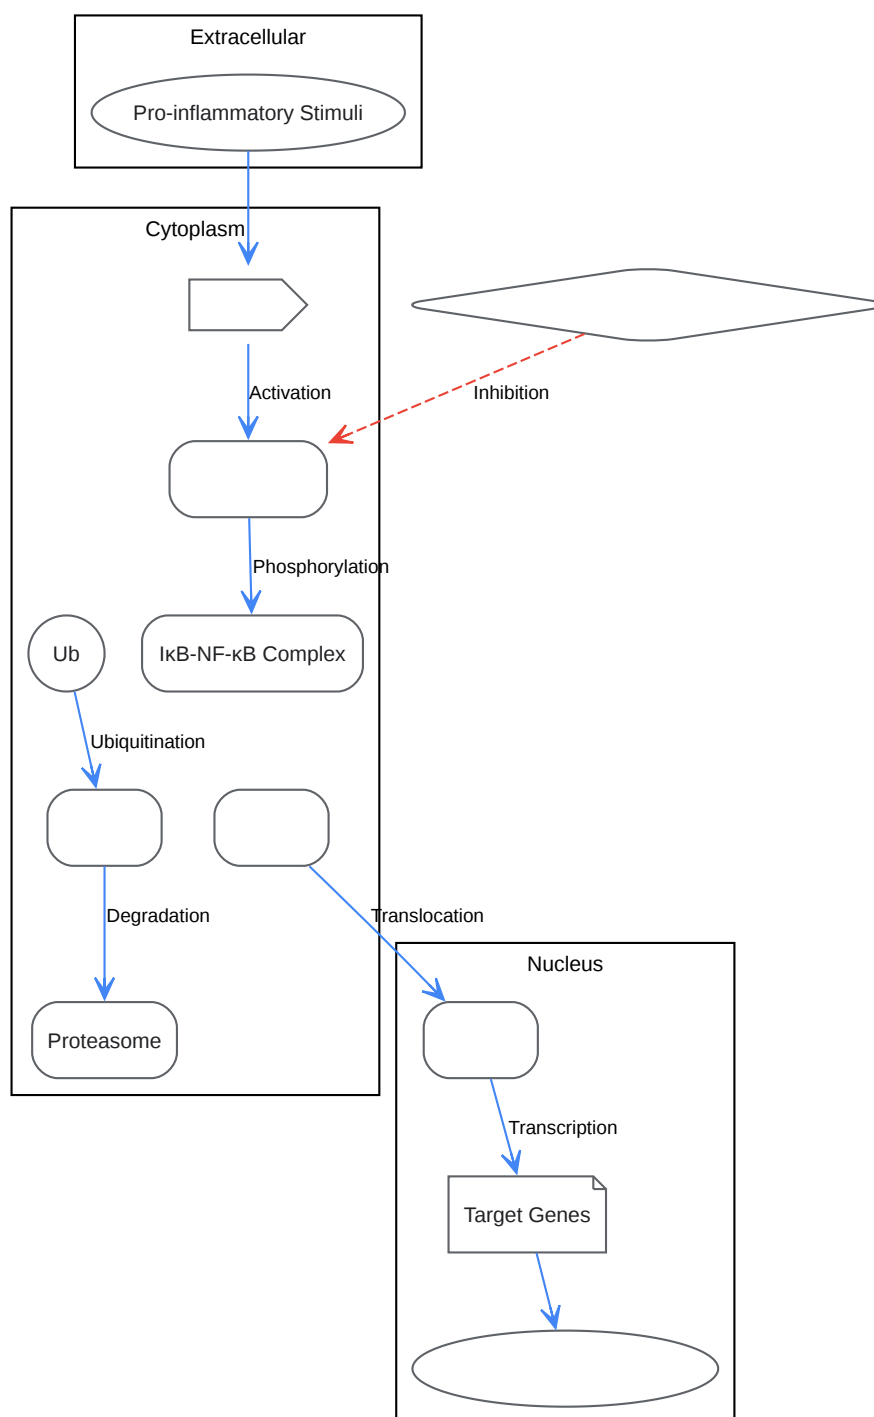 Extracellular
Pro-inflammatory Stimuli
Cytoplasm
Activation
Inhibition
Phosphorylation
Ub
IκB-NF-κB Complex
Ubiquitination
Degradation
Translocation
Nucleus
Proteasome
Transcription
Target Genes